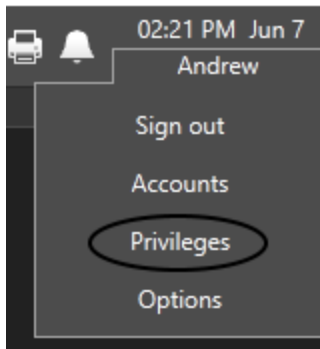 02:21 PM Jun 7
Andrew
Sign out
Accounts
Privileges
Options